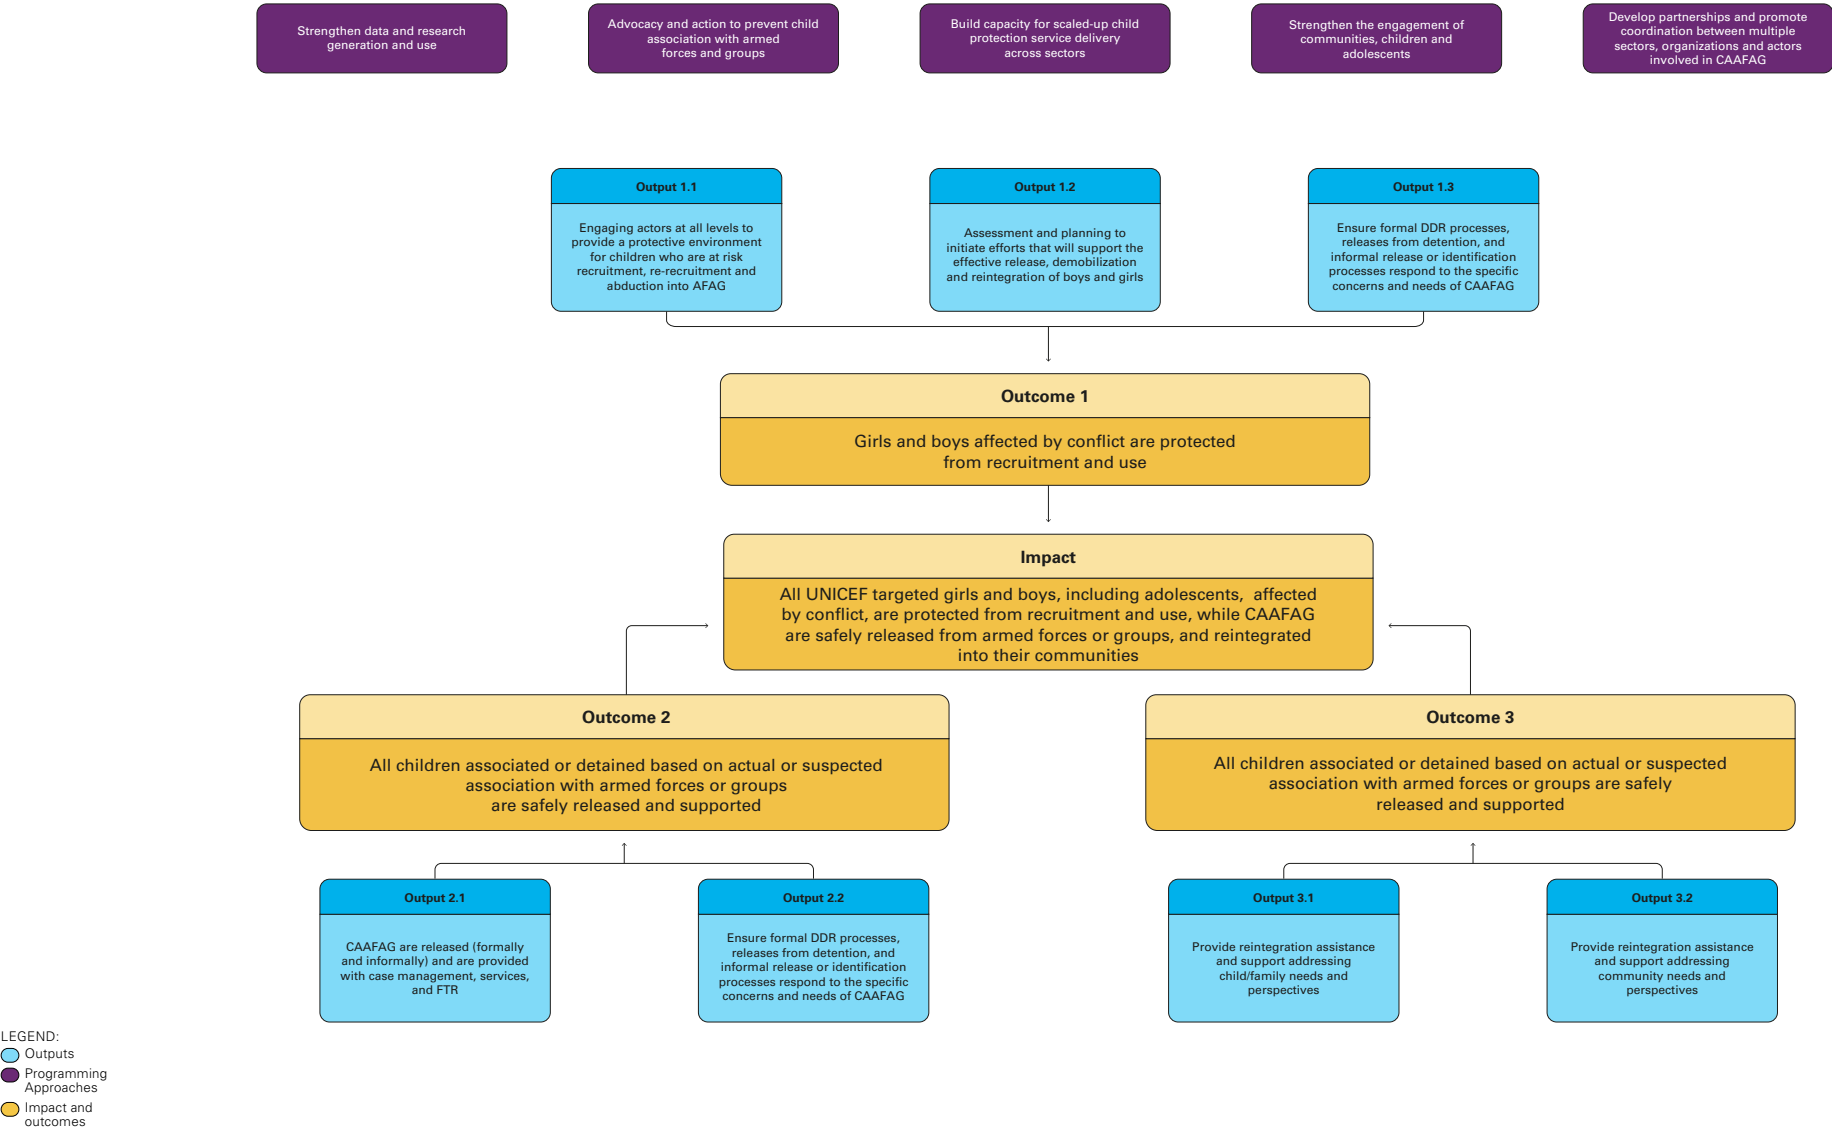 Strengthen data and research
generation and use
Advocacy and action to prevent child
association with armed
forces and groups
Build capacity for scaled-up child
protection service delivery
across sectors
Strengthen the engagement of
communities, children and
adolescents
Develop partnerships and promote
coordination between multiple
sectors, organizations and actors
involved in CAAFAG
Output 1.1
Engaging actors at all levels to
provide a protective environment
for children who are at risk
recruitment, re-recruitment and
abduction into AFAG
Output 1.2
Assessment and planning to
initiate efforts that will support the
effective release, demobilization
and reintegration of boys and girls
Output 1.3
Ensure formal DDR processes,
releases from detention, and
informal release or identification
processes respond to the specific
concerns and needs of CAAFAG
Outcome 1
Girls and boys affected by conflict are protected
from recruitment and use
Impact
All UNICEF targeted girls and boys, including adolescents, affected
by conflict, are protected from recruitment and use, while CAAFAG
are safely released from armed forces or groups, and reintegrated
into their communities
Outcome 2
All children associated or detained based on actual or suspected
association with armed forces or groups
are safely released and supported
Outcome 3
All children associated or detained based on actual or suspected
association with armed forces or groups are safely
released and supported
Output 2.1
CAAFAG are released (formally
and informally) and are provided
with case management, services,
and FTR
Output 2.2
Ensure formal DDR processes,
releases from detention, and
informal release or identification
processes respond to the specific
concerns and needs of CAAFAG
Output 3.1
Provide reintegration assistance
and support addressing
child/family needs and
perspectives
Output 3.2
Provide reintegration assistance
and support addressing
community needs and
perspectives
LEGEND:
Outputs
Programming
Approaches
Impact and
outcomes